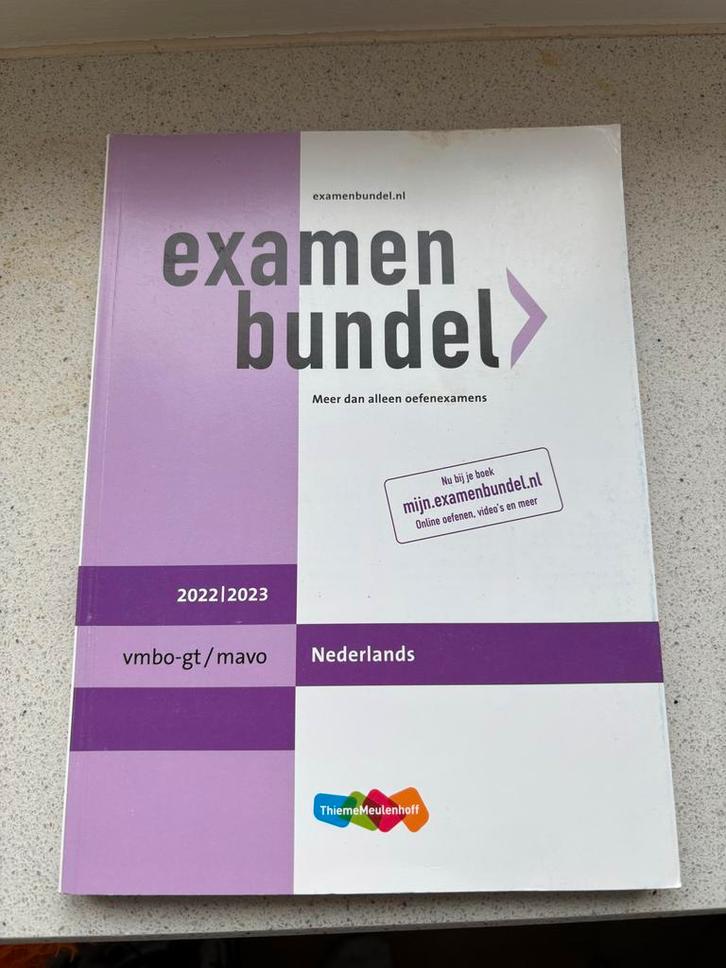 examenbundel.nl
examen
bundel
Meer dan alleen oefenexamens
Nu bij je boek
mijn.examenbundel.nl
Online oefenen, video's en meer
2022|2023
vmbo-gt/mavo
Nederlands
ThiemeMeulenhoff